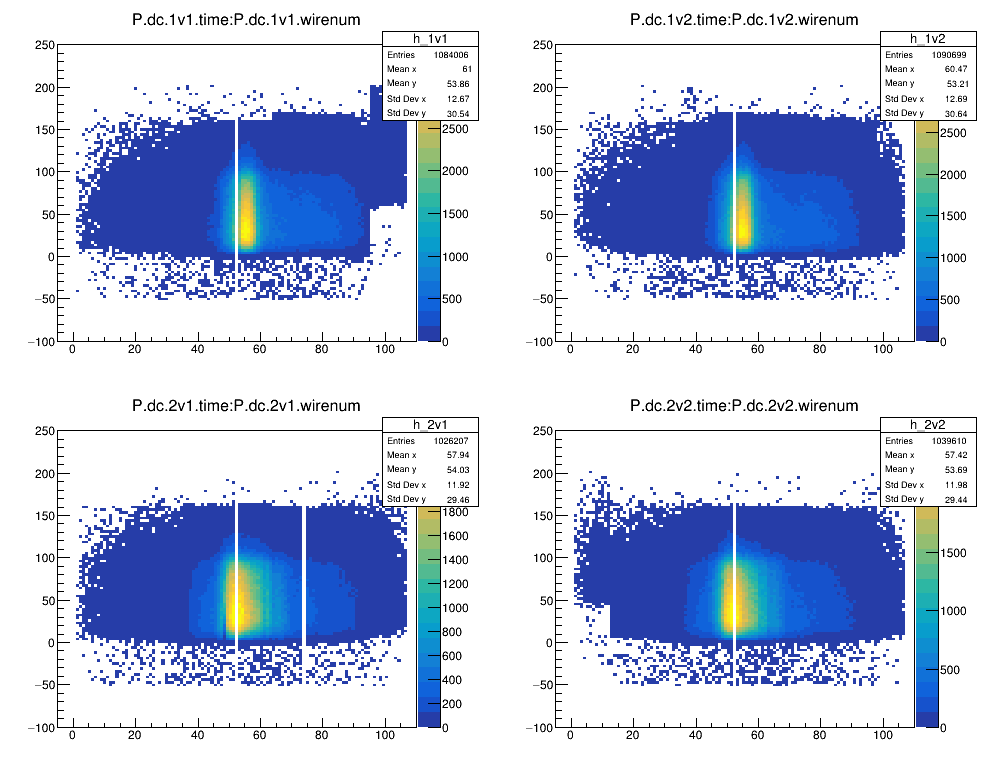 P.dc.1v1.time:P.dc.1v1.wirenum
h_1v1
Entries 1084006
Mean x 61
Mean y 53.86
Std Dev x 12.67
Std Dev y 30.54
250
200
150
100
50
0
−50
−100
0 20 40 60 80 100
2500
2000
1500
1000
500
0
P.dc.1v2.time:P.dc.1v2.wirenum
h_1v2
Entries 1090699
Mean x 60.47
Mean y 53.21
Std Dev x 12.69
Std Dev y 30.64
250
200
150
100
50
0
−50
−100
0 20 40 60 80 100
2500
2000
1500
1000
500
0
P.dc.2v1.time:P.dc.2v1.wirenum
h_2v1
Entries 1026207
Mean x 57.94
Mean y 54.03
Std Dev x 11.92
Std Dev y 29.46
250
200
150
100
50
0
−50
−100
0 20 40 60 80 100
1800
1600
1400
1200
1000
800
600
400
200
0
P.dc.2v2.time:P.dc.2v2.wirenum
h_2v2
Entries 1039610
Mean x 57.42
Mean y 53.69
Std Dev x 11.98
Std Dev y 29.44
250
200
150
100
50
0
−50
−100
0 20 40 60 80 100
1500
1000
500
0